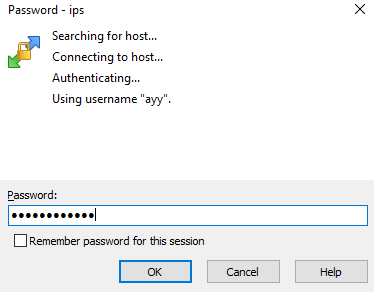 Password - ips
Searching for host...
Connecting to host...
Authenticating...
Using username "ayy".
Password:
●●●●●●●●●●●●
Remember password for this session
OK Cancel Help